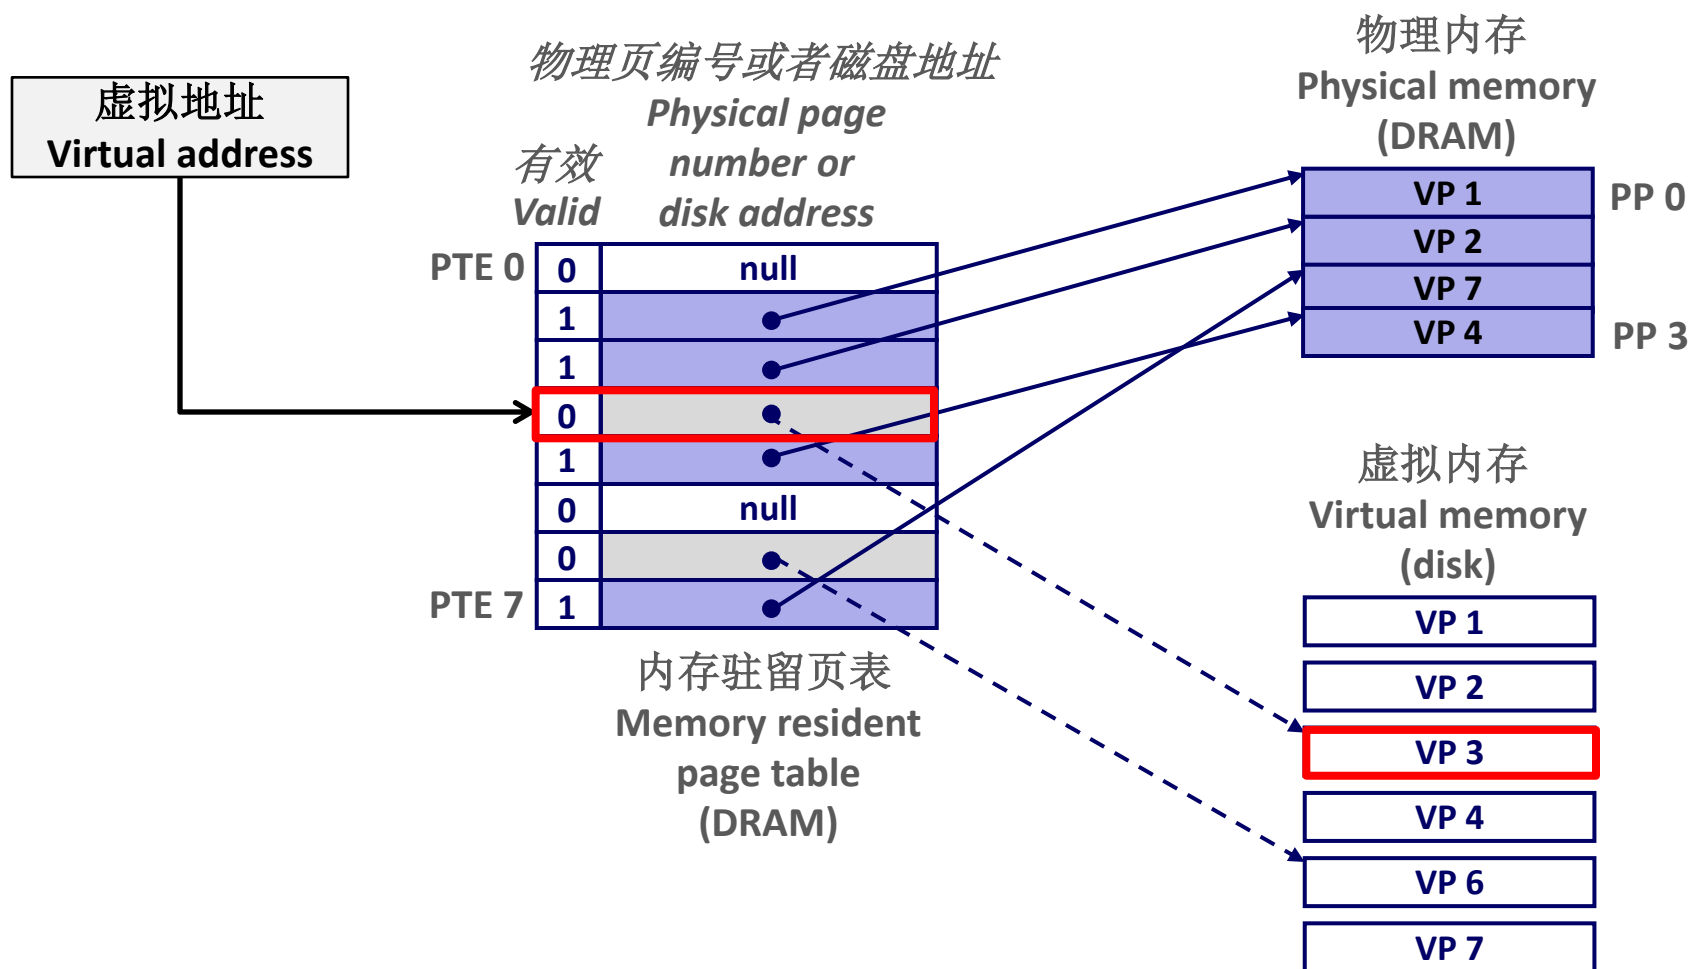 虚拟地址
Virtual address
物理页编号或者磁盘地址
Physical page
number or
disk address
有效
Valid
PTE 0
0
null
1
1
0
1
0
null
0
PTE 7
1
内存驻留页表
Memory resident
page table
(DRAM)
物理内存
Physical memory
(DRAM)
VP 1
PP 0
VP 2
VP 7
VP 4
PP 3
虚拟内存
Virtual memory
(disk)
VP 1
VP 2
VP 3
VP 4
VP 6
VP 7